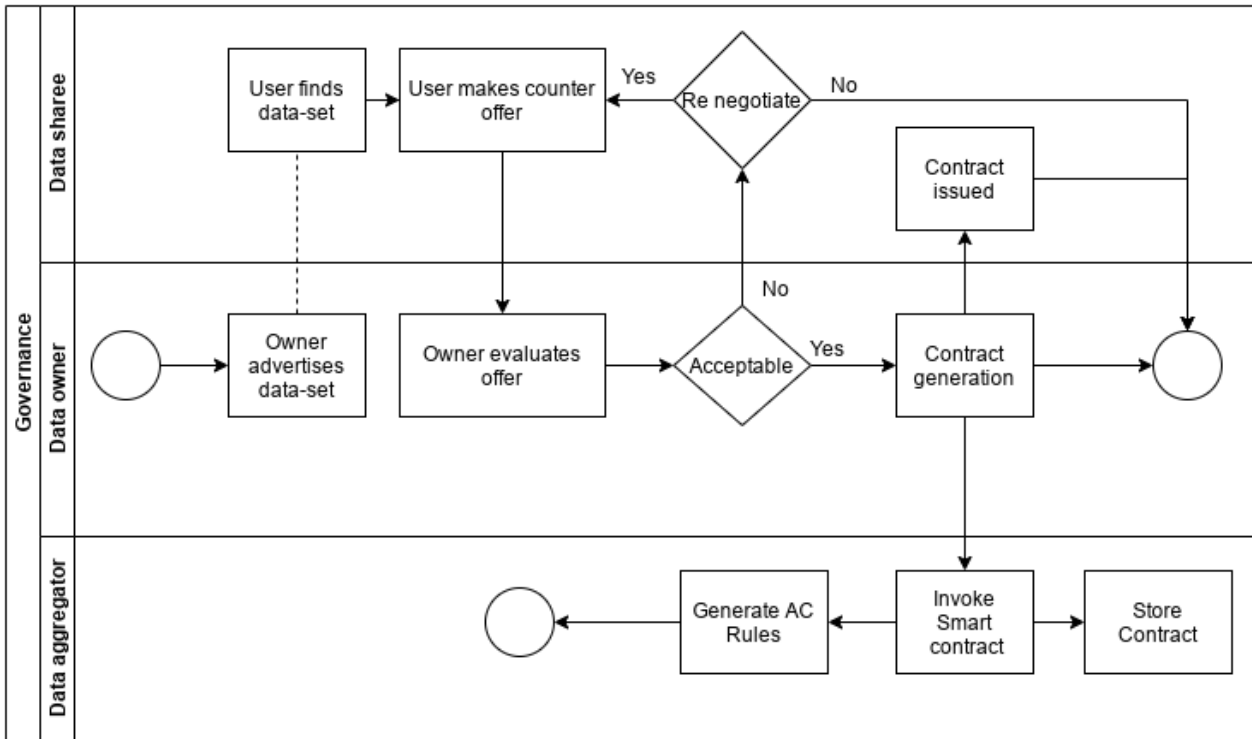 Governance
Data sharee
User finds
data-set
User makes counter
offer
Yes
Re negotiate
No
Contract
issued
Data owner
Owner
advertises
data-set
Owner evaluates
offer
Acceptable
No
Yes
Contract
generation
Data aggregator
Generate AC
Rules
Invoke
Smart
contract
Store
Contract